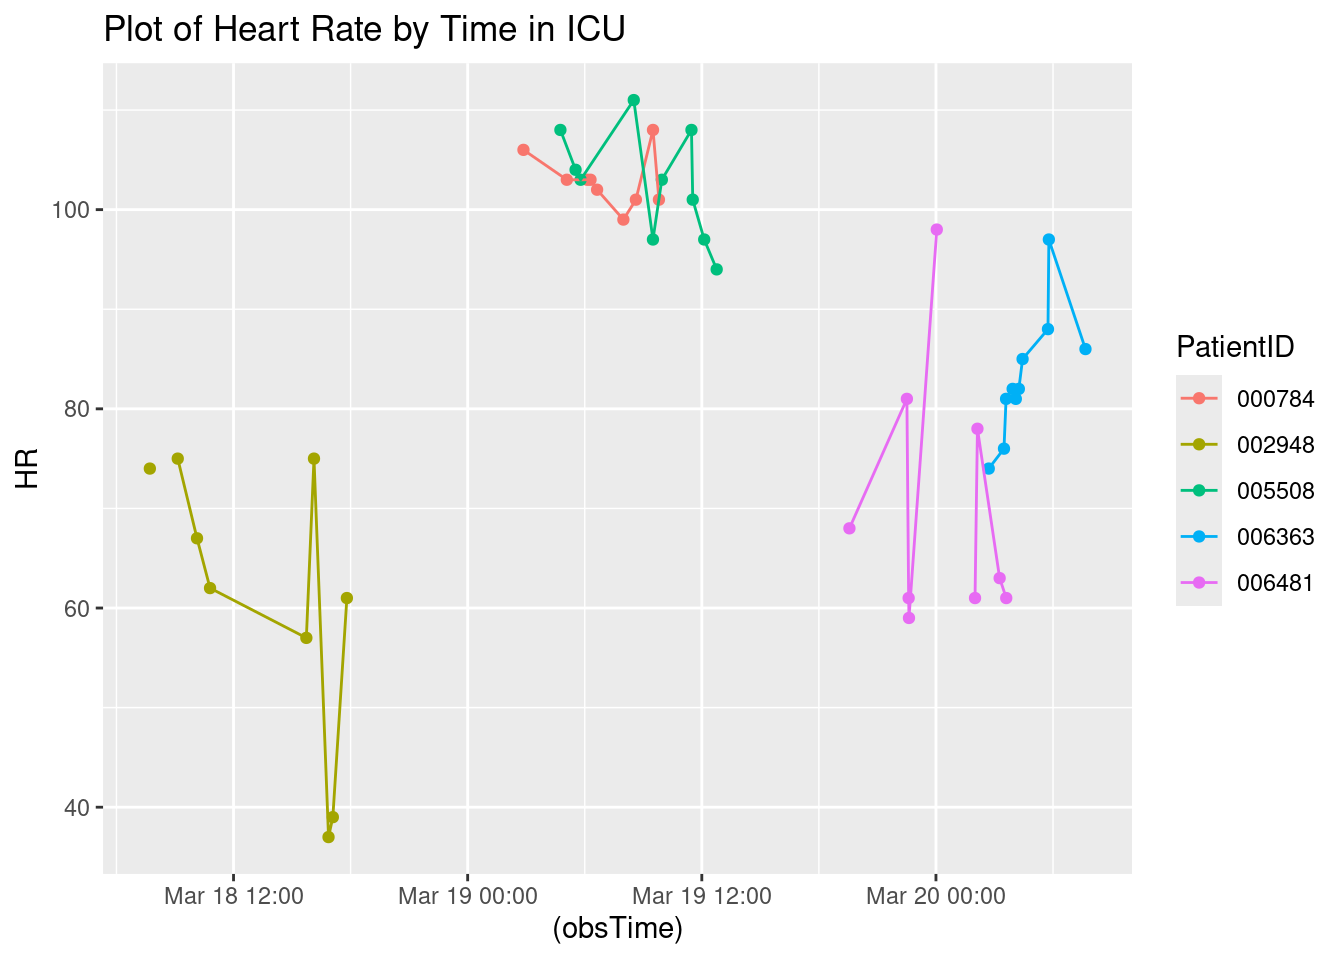 Plot of Heart Rate by Time in ICU
HR
100
80
60
40
Mar 18 12:00
Mar 19 00:00
Mar 19 12:00
Mar 20 00:00
(obsTime)
PatientID
000784
002948
005508
006363
006481